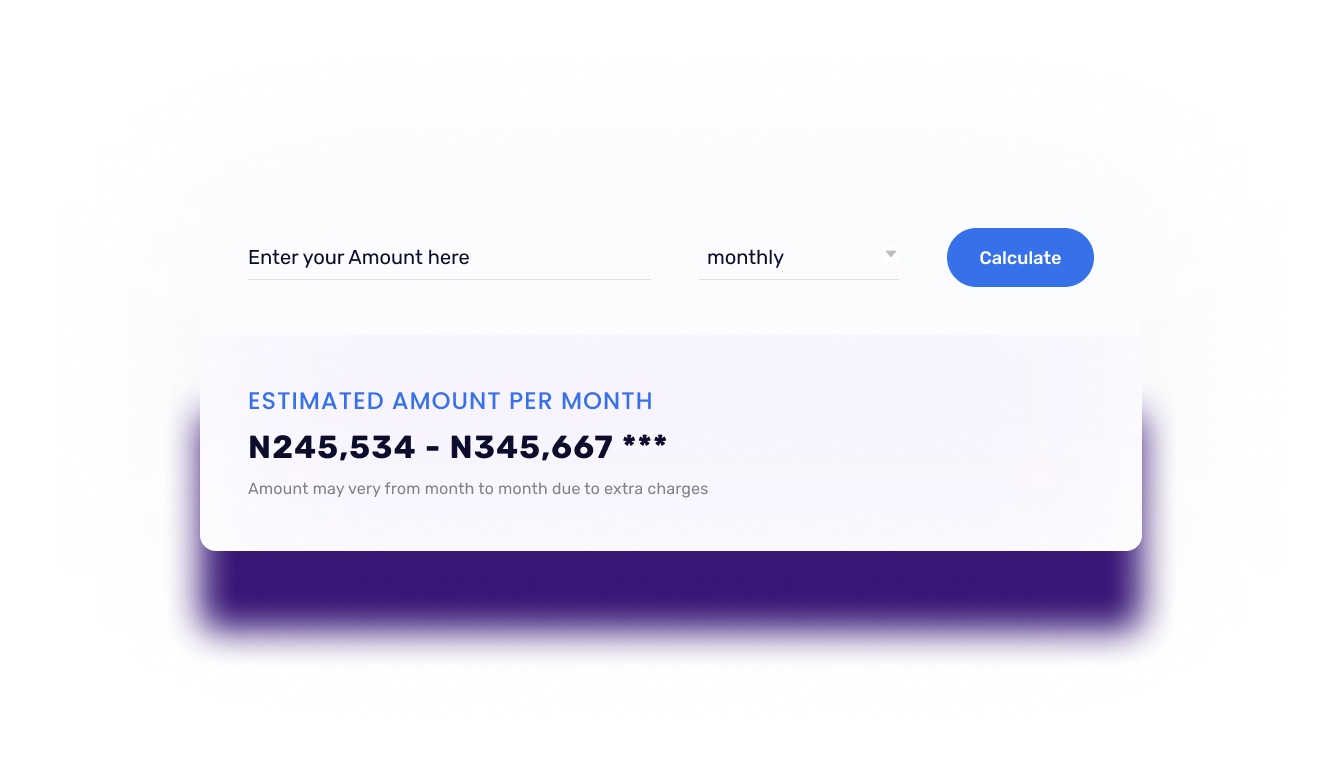 Enter your Amount here
monthly
Calculate
ESTIMATED AMOUNT PER MONTH
N245,534 - N345,667 ***
Amount may very from month to month due to extra charges